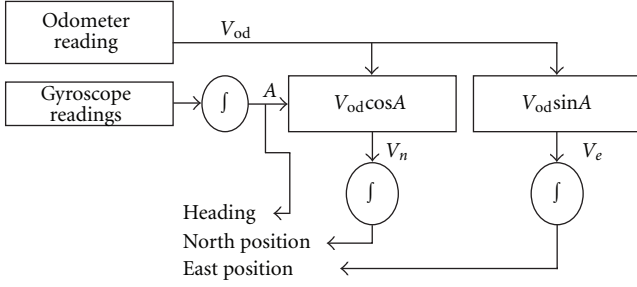 Odometer
reading
V_od
Gyroscope
readings
∫
A
V_od cosA
V_od sinA
V_n
V_e
∫
∫
Heading
North position
East position